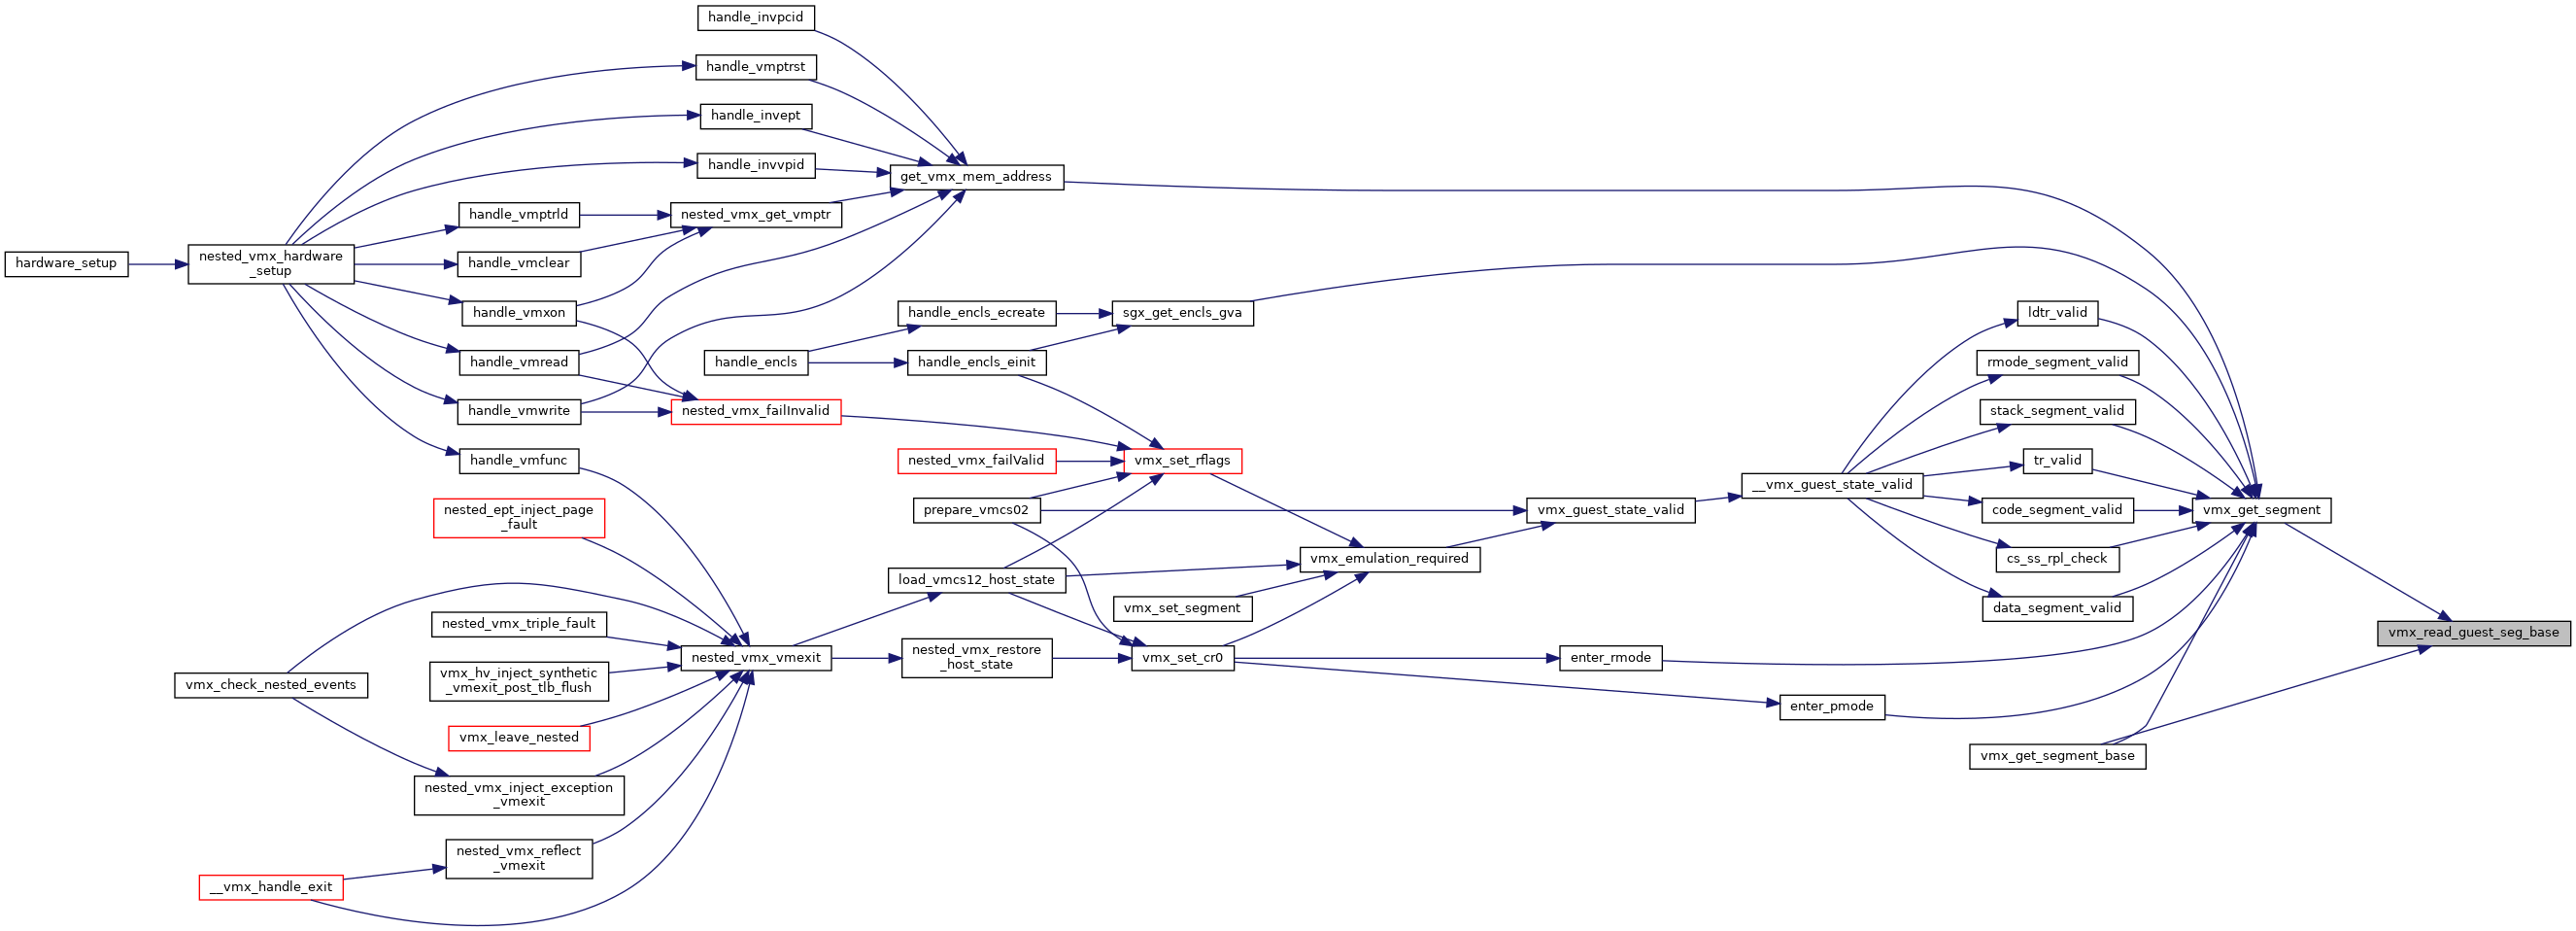 handle_invpcid
handle_vmptrst
handle_invept
handle_invvpid
get_vmx_mem_address
handle_vmptrld
nested_vmx_get_vmptr
hardware_setup
nested_vmx_hardware
_setup
handle_vmclear
handle_vmxon
handle_encls_ecreate
sgx_get_encls_gva
ldtr_valid
handle_vmread
handle_encls
handle_encls_einit
rmode_segment_valid
handle_vmwrite
nested_vmx_failInvalid
stack_segment_valid
handle_vmfunc
nested_vmx_failValid
vmx_set_rflags
tr_valid
__vmx_guest_state_valid
nested_ept_inject_page
_fault
prepare_vmcs02
vmx_guest_state_valid
code_segment_valid
vmx_get_segment
vmx_emulation_required
cs_ss_rpl_check
load_vmcs12_host_state
vmx_set_segment
data_segment_valid
nested_vmx_triple_fault
vmx_read_guest_seg_base
nested_vmx_vmexit
nested_vmx_restore
_host_state
vmx_set_cr0
enter_rmode
vmx_check_nested_events
vmx_hv_inject_synthetic
_vmexit_post_tlb_flush
enter_pmode
vmx_leave_nested
vmx_get_segment_base
nested_vmx_inject_exception
_vmexit
nested_vmx_reflect
_vmexit
__vmx_handle_exit